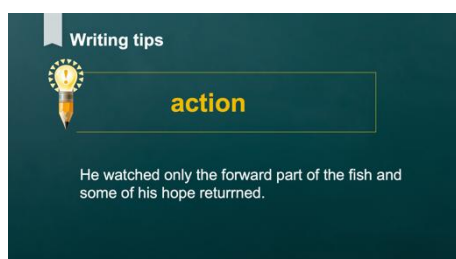 Writing tips
action
He watched only the forward part of the fish and
some of his hope returrned.